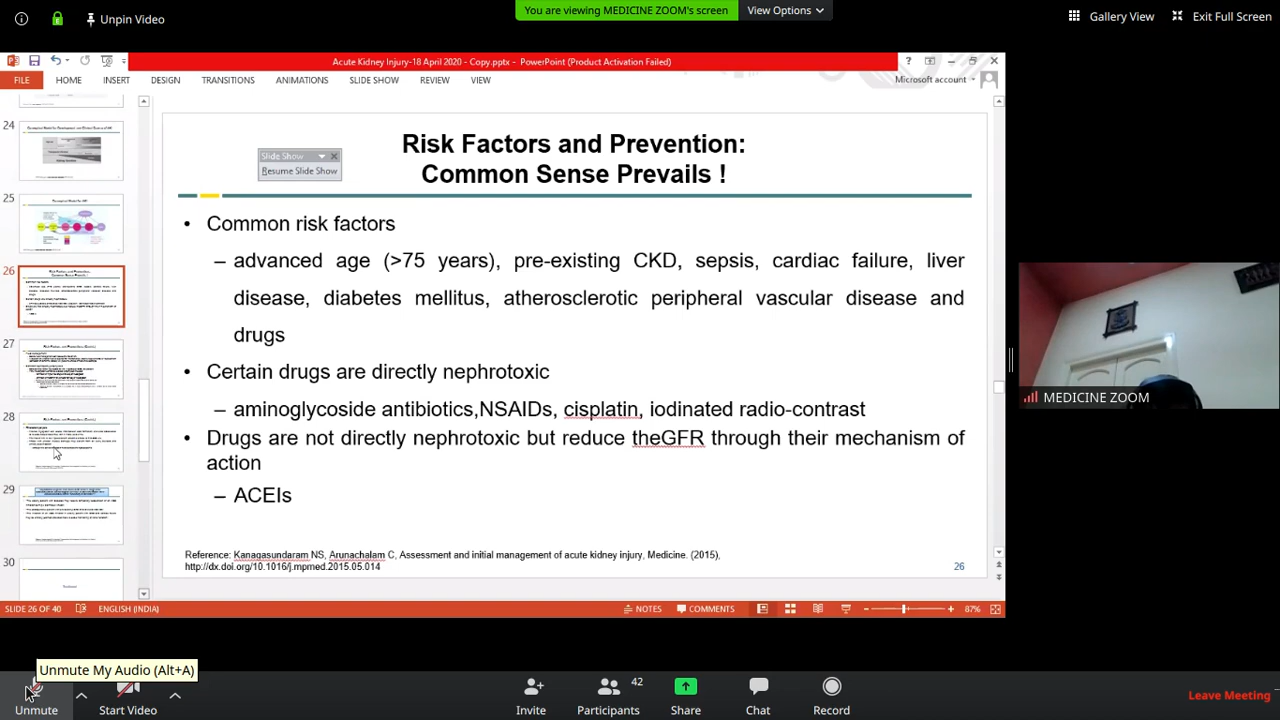 Unpin Video
You are viewing MEDICINE ZOOM's screen
View Options
Gallery View
Exit Full Screen
Acute Kidney Injury-18 April 2020 - Copy.pptx - PowerPoint (Product Activation Failed)
FILE HOME INSERT DESIGN TRANSITIONS ANIMATIONS SLIDE SHOW REVIEW VIEW
Microsoft account
24
25
26
27
28
29
30
Slide Show
Resume Slide Show
Risk Factors and Prevention:
Common Sense Prevails !
• Common risk factors
– advanced age (>75 years), pre-existing CKD, sepsis, cardiac failure, liver
disease, diabetes mellitus, atherosclerotic peripheral vascular disease and
drugs
• Certain drugs are directly nephrotoxic
– aminoglycoside antibiotics,NSAIDs, cisplatin, iodinated radio-contrast
• Drugs are not directly nephrotoxic but reduce theGFR through their mechanism of
action
– ACEIs
Reference: Kanagasundaram NS, Arunachalam C, Assessment and initial management of acute kidney injury, Medicine. (2015),
http://dx.doi.org/10.1016/j.mpmed.2015.05.014
26
MEDICINE ZOOM
SLIDE 26 OF 40
ENGLISH (INDIA)
NOTES
COMMENTS
87%
Unmute My Audio (Alt+A)
Unmute
Start Video
Invite
Participants
42
Share
Chat
Record
Leave Meeting